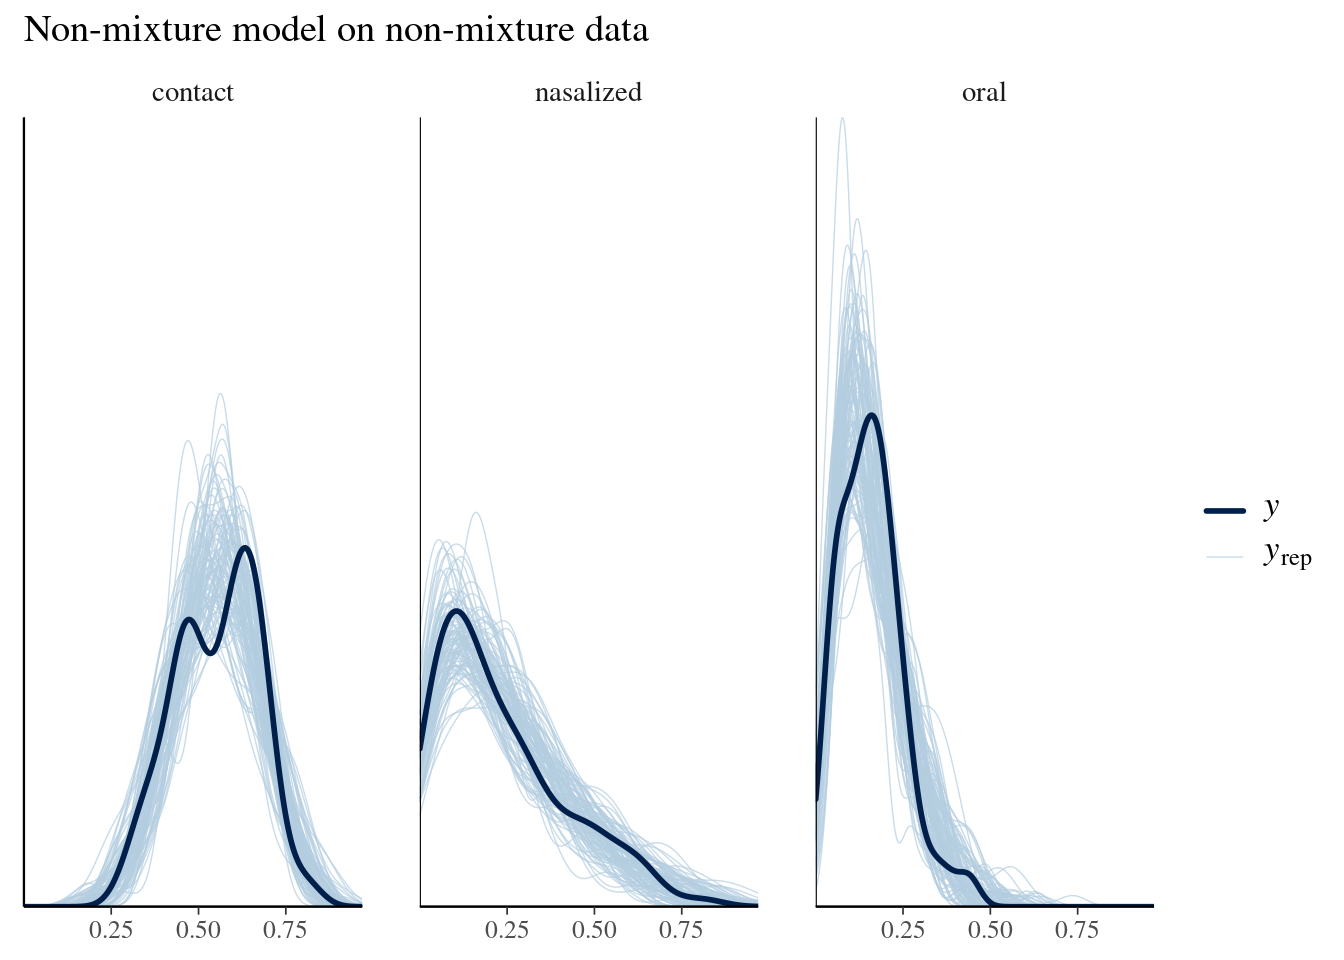 Non-mixture model on non-mixture data
contact nasalized oral
y
yrep
0.25 0.50 0.75 0.25 0.50 0.75 0.25 0.50 0.75